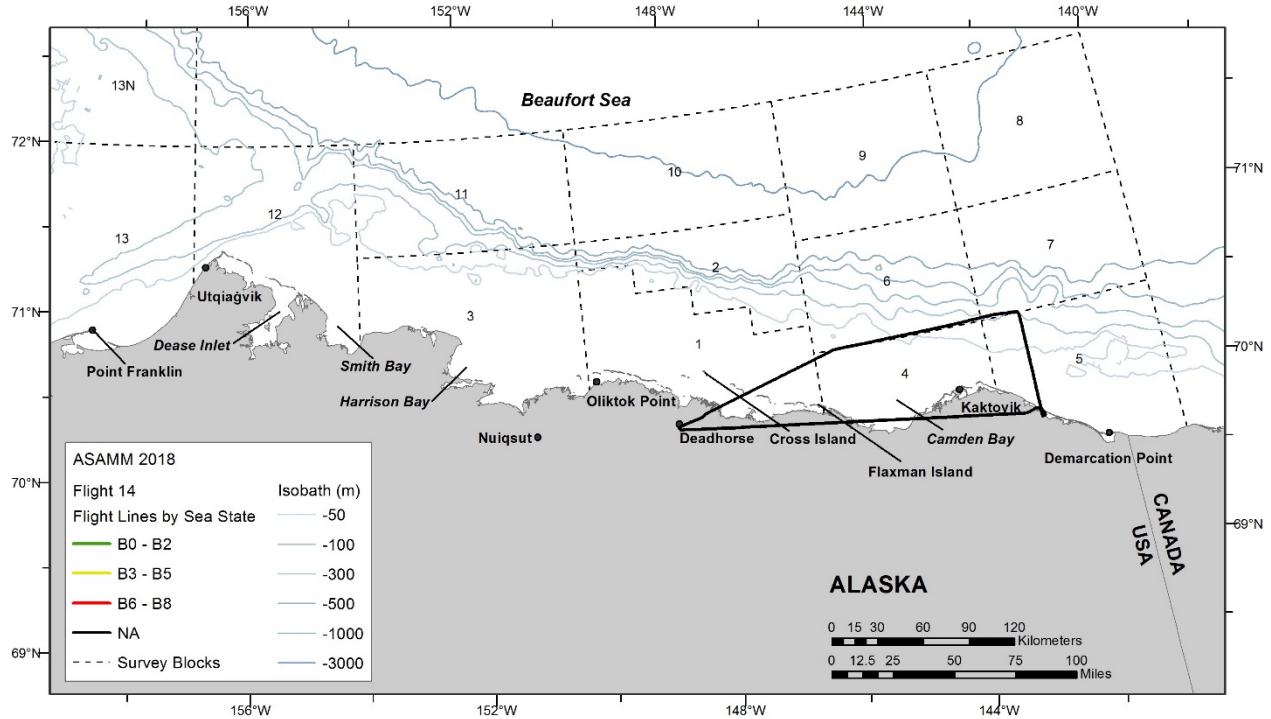 156°W
152°W
148°W
144°W
140°W
13N
Beaufort Sea
8
72°N
9
71°N
10
11
12
13
7
2
6
71°N
Utqiaġvik
3
1
70°N
Dease Inlet
5
Point Franklin
Smith Bay
4
Harrison Bay
Oliktok Point
Kaktovik
Nuiqsut
Deadhorse
Cross Island
Camden Bay
Demarcation Point
Flaxman Island
70°N
ASAMM 2018
Flight 14
Flight Lines by Sea State
B0 - B2
B3 - B5
B6 - B8
NA
Survey Blocks
Isobath (m)
-50
-100
-300
-500
-1000
-3000
69°N
CANADA
USA
ALASKA
0 15 30 60 90 120
Kilometers
0 12.5 25 50 75 100
Miles
69°N
156°W
152°W
148°W
144°W